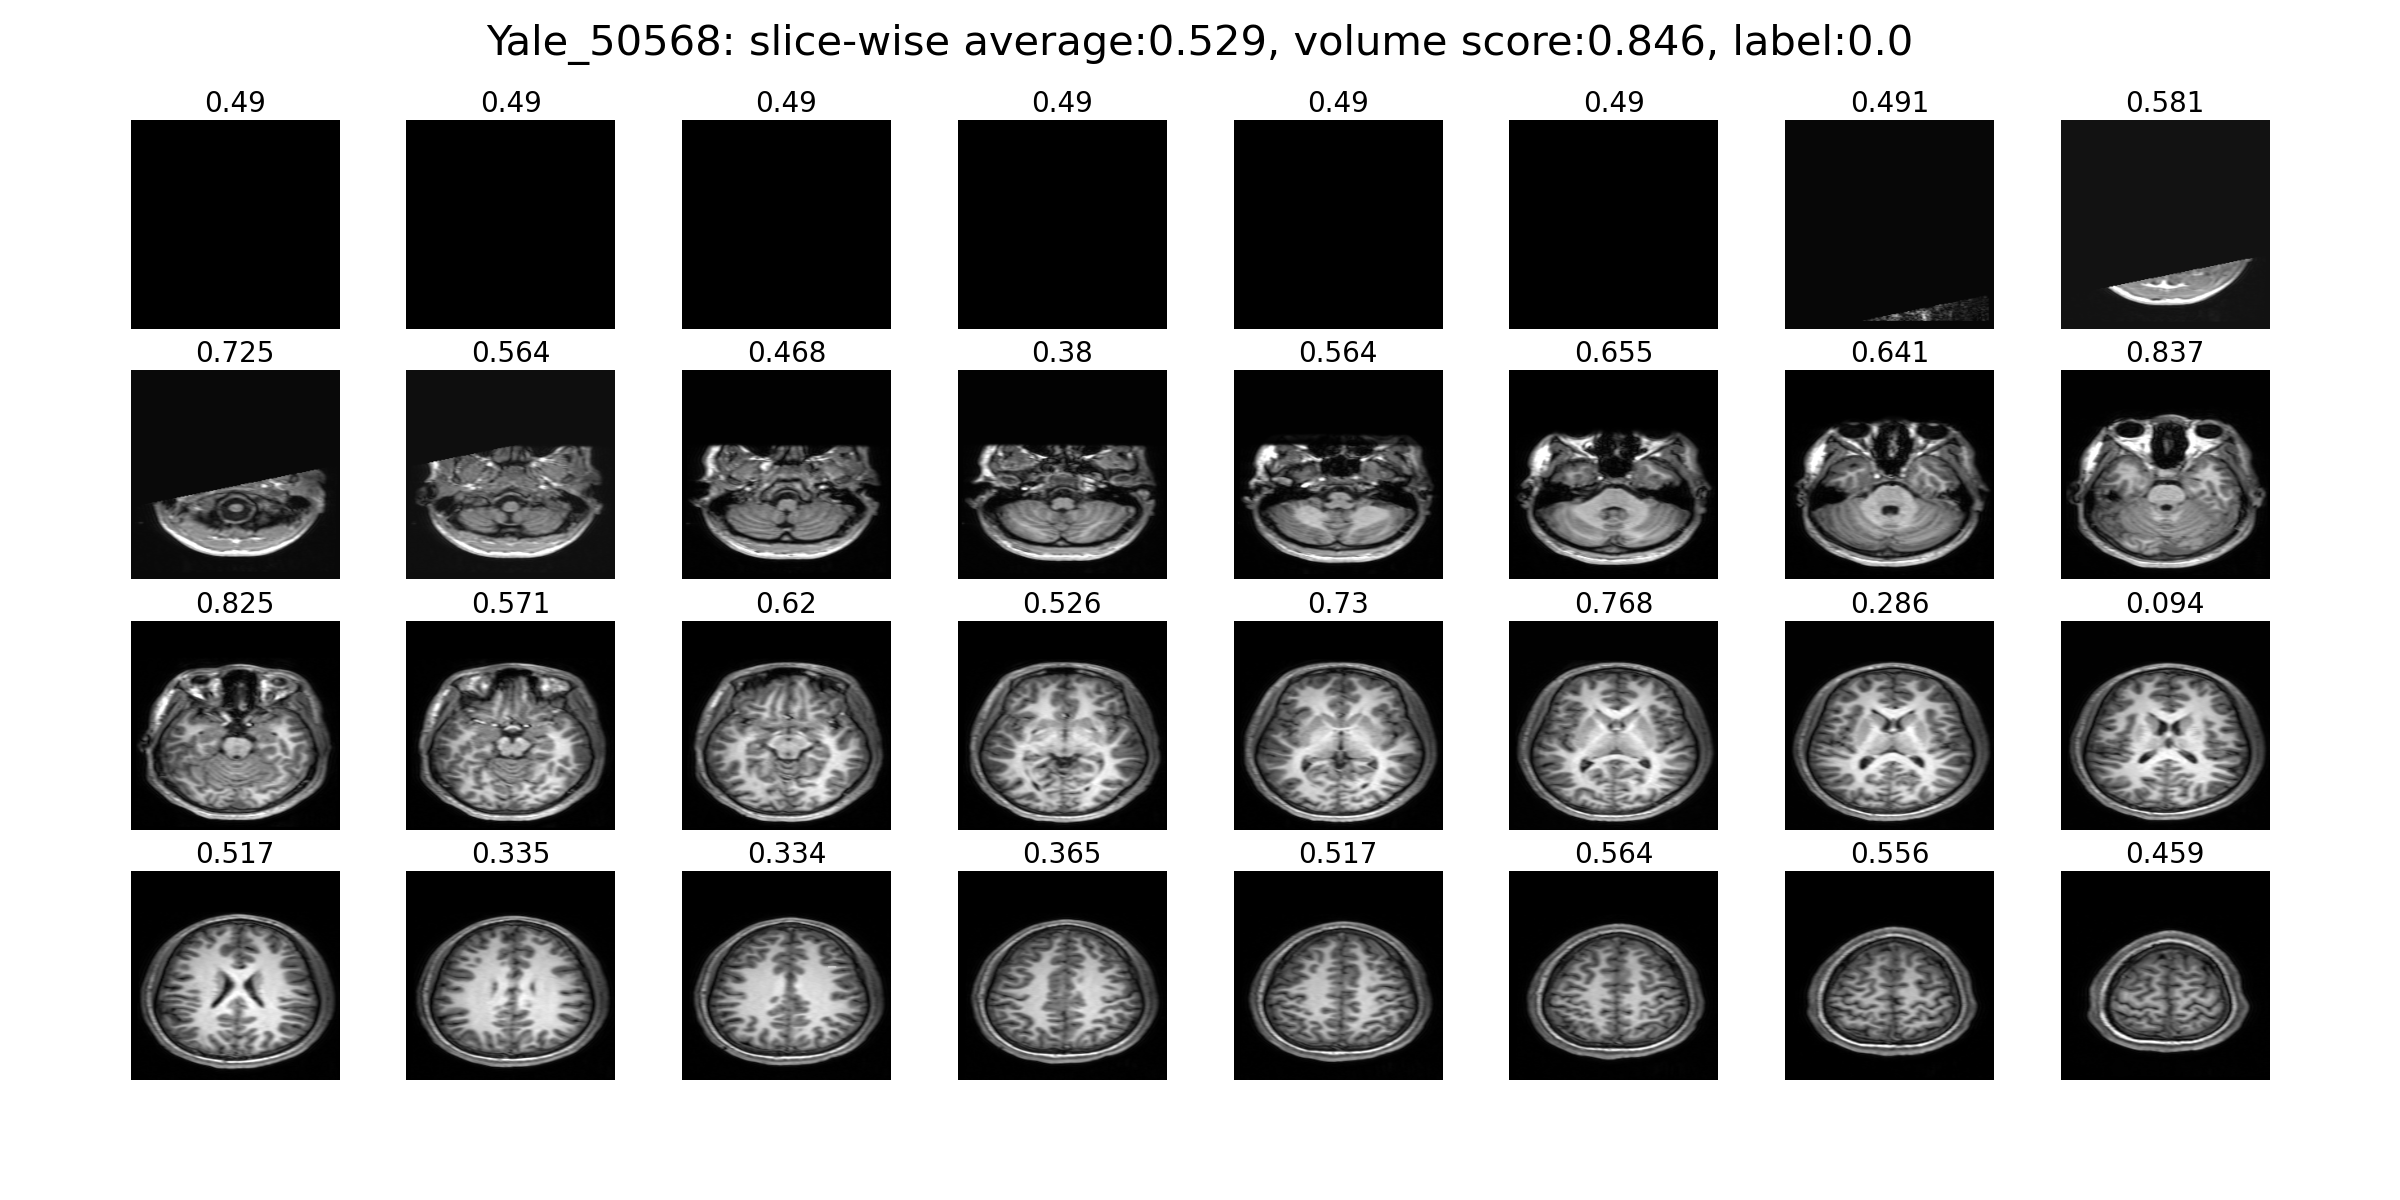 Yale_50568: slice-wise average:0.529, volume score:0.846, label:0.0
0.49 0.49 0.49 0.49 0.49 0.49 0.491 0.581
0.725 0.564 0.468 0.38 0.564 0.655 0.641 0.837
0.825 0.571 0.62 0.526 0.73 0.768 0.286 0.094
0.517 0.335 0.334 0.365 0.517 0.564 0.556 0.459